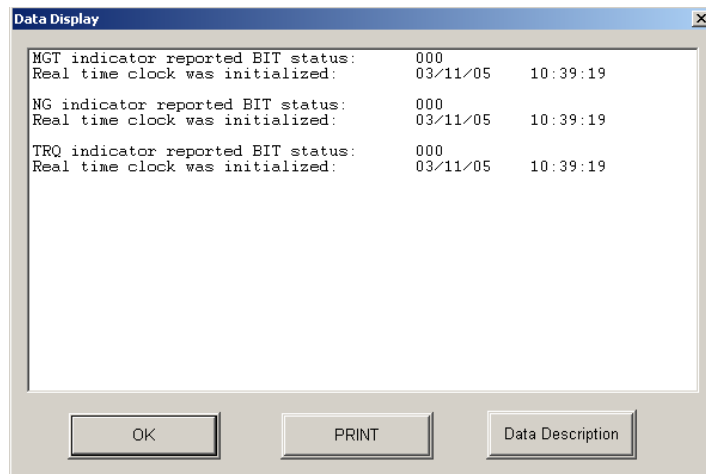 Data Display
MGT indicator reported BIT status: 000
Real time clock was initialized: 03/11/05 10:39:19
NG indicator reported BIT status: 000
Real time clock was initialized: 03/11/05 10:39:19
TRQ indicator reported BIT status: 000
Real time clock was initialized: 03/11/05 10:39:19
OK PRINT Data Description